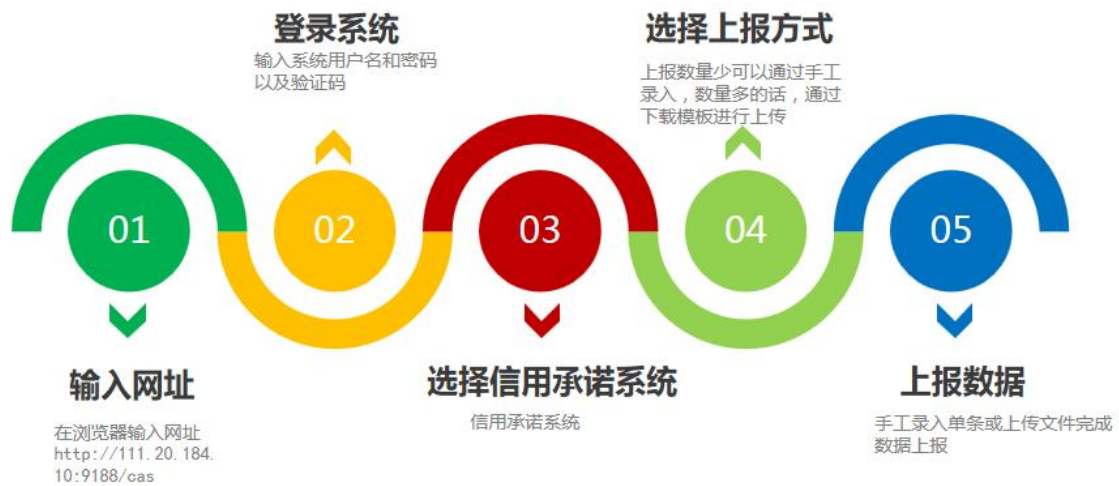 登录系统
输入系统用户名和密码
以及验证码
选择上报方式
上报数量少可以通过手工
录入，数量多的话，通过
下载模板进行上传
01
02
03
04
05
输入网址
在浏览器输入网址
http://111.20.184.
10:9188/cas
选择信用承诺系统
信用承诺系统
上报数据
手工录入单条或上传文件完成
数据上报